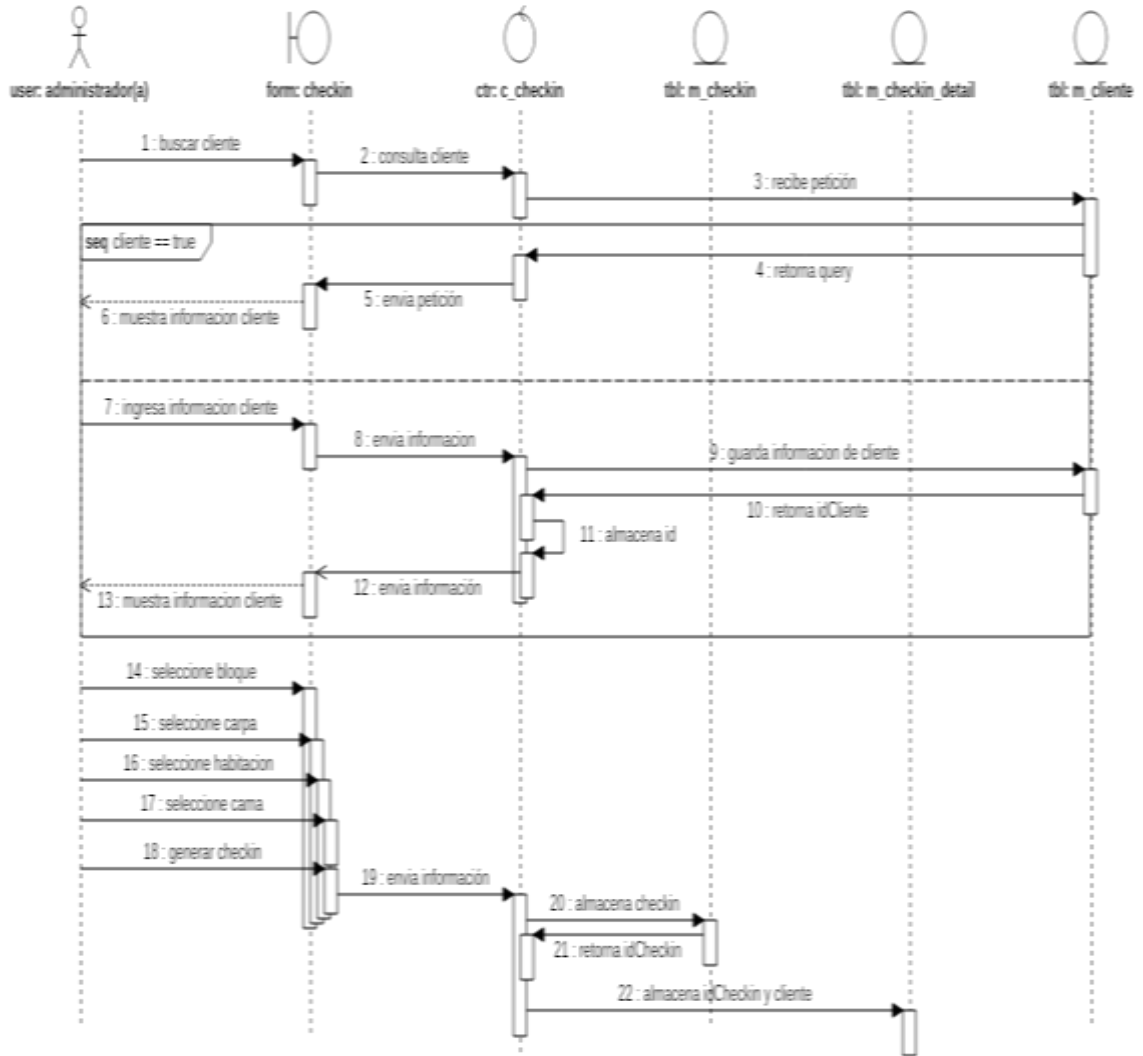 user: administrador(a)
form: checkin
ctr: c_checkin
tbl: m_checkin
tbl: m_checkin_detail
tbl: m_cliente
1 : buscar cliente
2 : consulta cliente
3 : recibe petición
seq cliente == true
4 : retorna query
5 : envia petición
6 : muestra informacion cliente
7 : ingresa informacion cliente
8 : envia informacion
9 : guarda informacion de cliente
10 : retorna idCliente
11 : almacena id
12 : envia información
13 : muestra informacion cliente
14 : seleccione bloque
15 : seleccione carpa
16 : seleccione habitacion
17 : seleccione cama
18 : generar checkin
19 : envia información
20 : almacena checkin
21 : retorna idCheckin
22 : almacena idCheckin y cliente